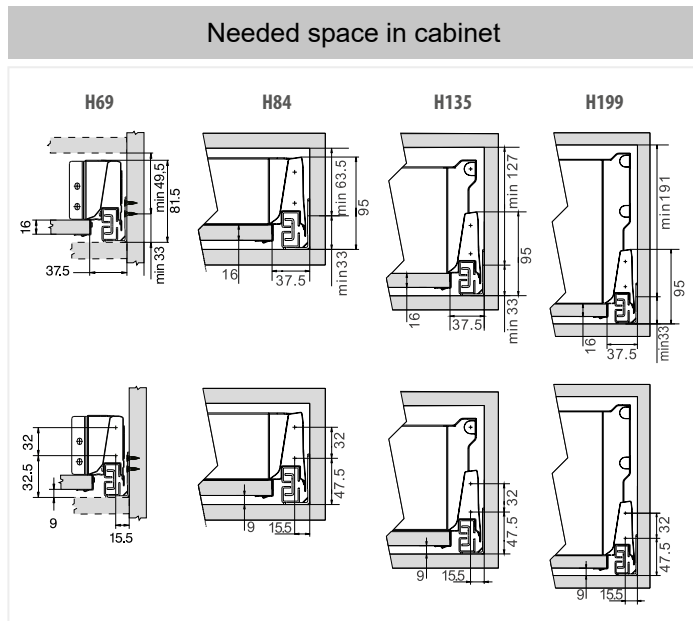 Needed space in cabinet
H69
H84
H135
H199
16
37.5
min 49,5
81.5
min 33
16
37.5
min 63.5
95
min33
16
37.5
min 127
95
min 33
16
37.5
min191
95
min33
32
32.5
9
15.5
9
15.5
32
47.5
9
15.5
32
47.5
9
15.5
32
47.5